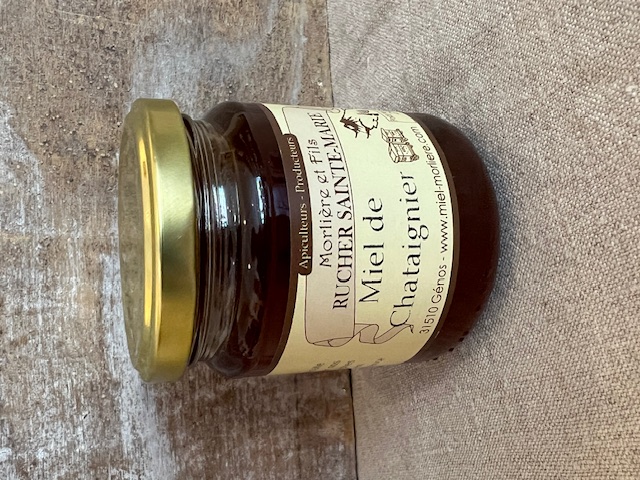 Apiculteurs - Producteurs
Morlière et Fils
RUCHER SAINTE-MARIE
Miel de
Chataignier
31510 Génos - www.miel-morliere.com